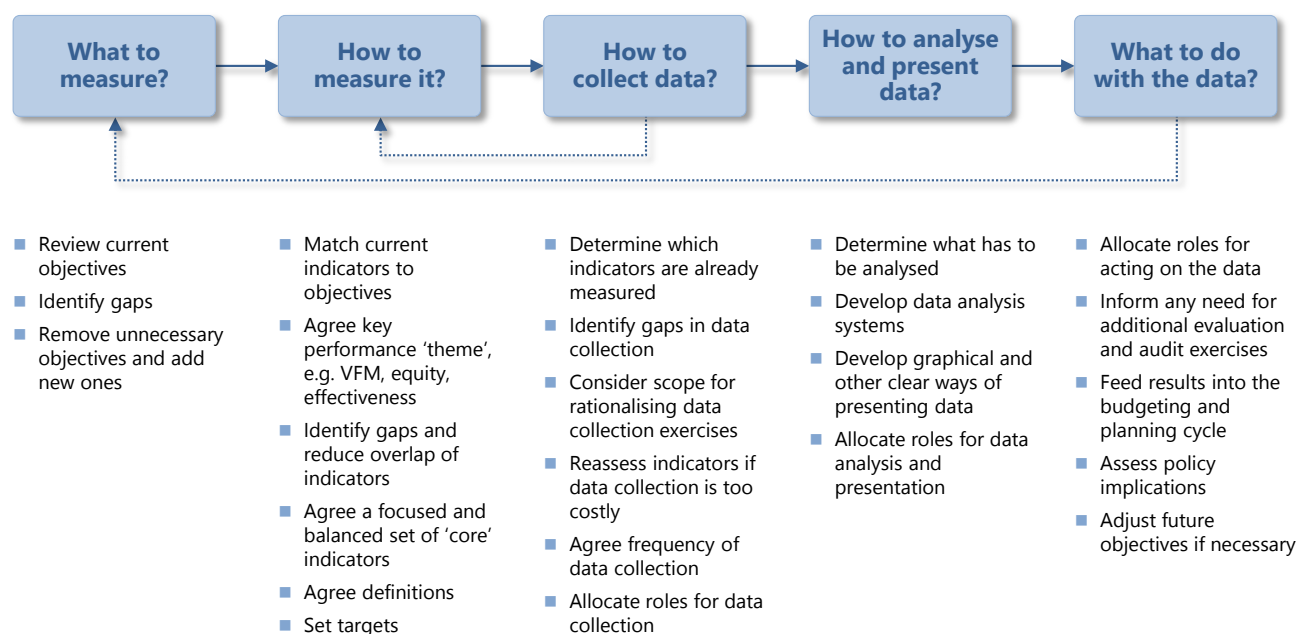 What to
measure?
How to
measure it?
How to
collect data?
How to analyse
and present
data?
What to do
with the data?
Review current
objectives
Identify gaps
Remove unnecessary
objectives and add
new ones
Match current
indicators to
objectives
Agree key
performance ‘theme’,
e.g. VFM, equity,
effectiveness
Identify gaps and
reduce overlap of
indicators
Agree a focused and
balanced set of ‘core’
indicators
Agree definitions
Set targets
Determine which
indicators are already
measured
Identify gaps in data
collection
Consider scope for
rationalising data
collection exercises
Reassess indicators if
data collection is too
costly
Agree frequency of
data collection
Allocate roles for data
collection
Determine what has to
be analysed
Develop data analysis
systems
Develop graphical and
other clear ways of
presenting data
Allocate roles for data
analysis and
presentation
Allocate roles for
acting on the data
Inform any need for
additional evaluation
and audit exercises
Feed results into the
budgeting and
planning cycle
Assess policy
implications
Adjust future
objectives if necessary